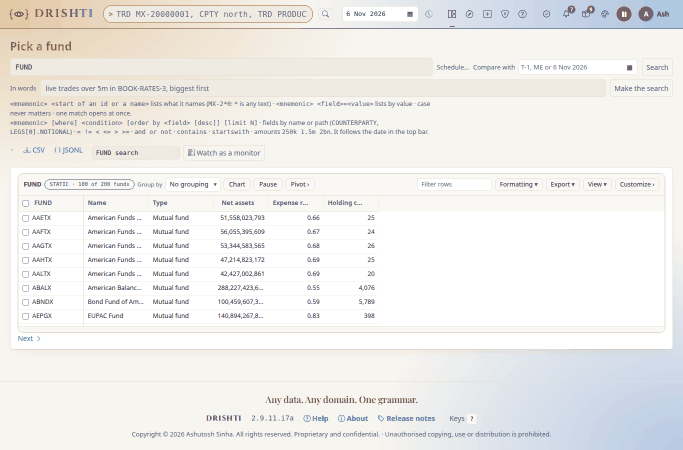 {👁} DRISHTI
> TRD MX-20000001, CPTY north, TRD PRODUC
6 Nov 2026
7
4
A Ash
Pick a fund
FUND
Schedule... Compare with T-1, ME or 6 Nov 2026 Search
In words live trades over 5m in BOOK-RATES-3, biggest first Make the search
<mnemonic> <start of an id or a name> lists what it names (MX-2*0: * is any text) · <mnemonic> <field>=<value> lists by value · case
never matters · one match opens at once.
<mnemonic> [where] <condition> [order by <field> [desc]] [limit N] · fields by name or path (COUNTERPARTY,
LEGS[0].NOTIONAL) · = != < <= > >= · and or not · contains · startswith · amounts 250k 1.5m 2bn. It follows the date in the top bar.
CSV {} JSONL FUND search Watch as a monitor
FUND STATIC · 100 of 200 funds Group by No grouping Chart Pause Pivot › Filter rows Formatting ▾ Export ▾ View ▾ Customize ›
FUND Name Type Net assets Expense r... Holding c...
AAETX American Funds ... Mutual fund 51,558,023,793 0.66 25
AAFTX American Funds ... Mutual fund 56,055,395,609 0.67 24
AAGTX American Funds ... Mutual fund 53,344,583,565 0.68 26
AAHTX American Funds ... Mutual fund 47,214,823,172 0.69 25
AALTX American Funds ... Mutual fund 42,427,002,861 0.69 20
ABALX American Balanc... Mutual fund 288,227,423,6... 0.55 4,076
ABNDX Bond Fund of Am... Mutual fund 100,459,607,3... 0.59 5,789
AEPGX EUPAC Fund Mutual fund 140,894,267,8... 0.83 398
Next ›
Any data. Any domain. One grammar.
DRISHTI 2.9.11.17a Help About Release notes Keys ?
Copyright © 2026 Ashutosh Sinha. All rights reserved. Proprietary and confidential. · Unauthorised copying, use or distribution is prohibited.